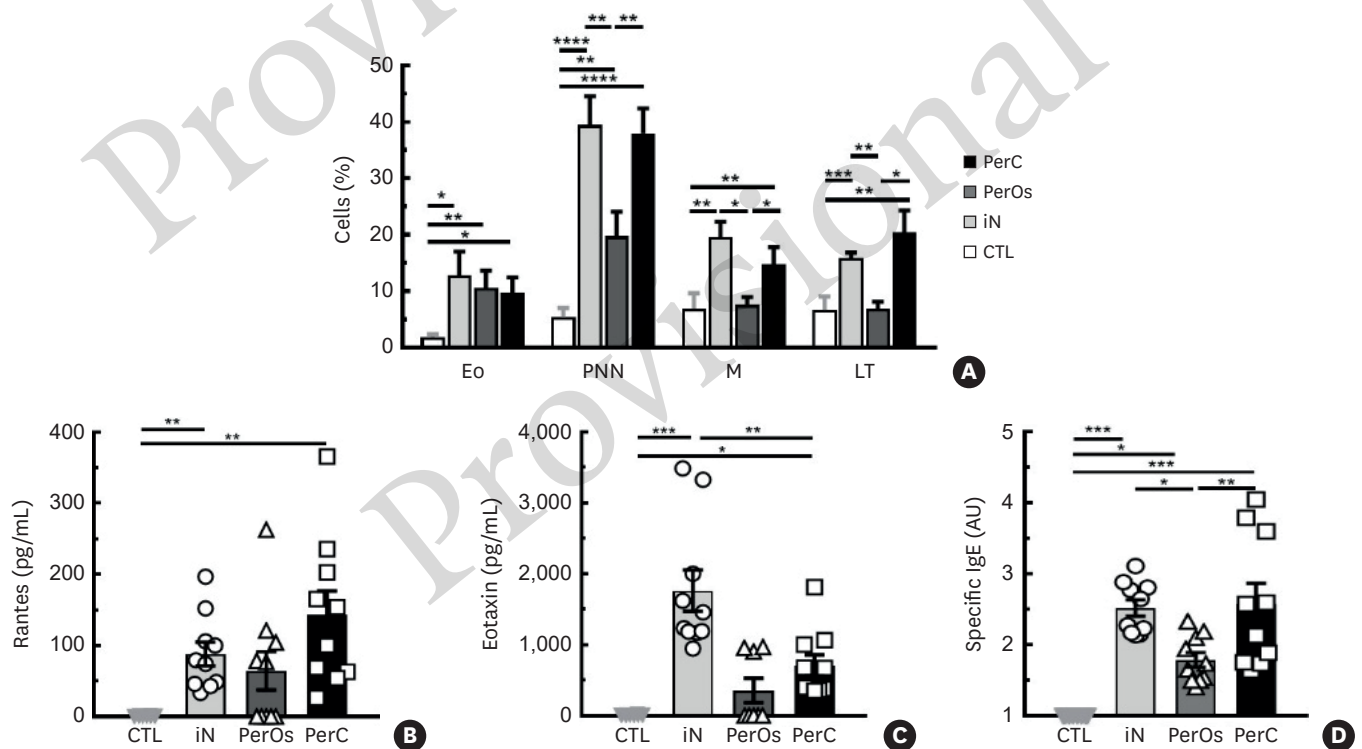 Provisional
Provisional
** **
****
**
****
50
40
30
20
10
0
Cells (%)
*
**
*
**
** * *
**
*** *
**
Eo PNN M LT
PerC
PerOs
iN
CTL
A
Rantes (pg/mL)
400
300
200
100
0
**
**
CTL iN PerOs PerC
B
Eotaxin (pg/mL)
4,000
3,000
2,000
1,000
0
*** **
*
CTL iN PerOs PerC
C
Specific IgE (AU)
5
4
3
2
1
***
*
***
* **
CTL iN PerOs PerC
D